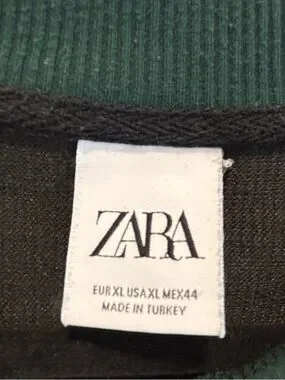 ZARA
EUR XL USA XL MEX 44
MADE IN TURKEY